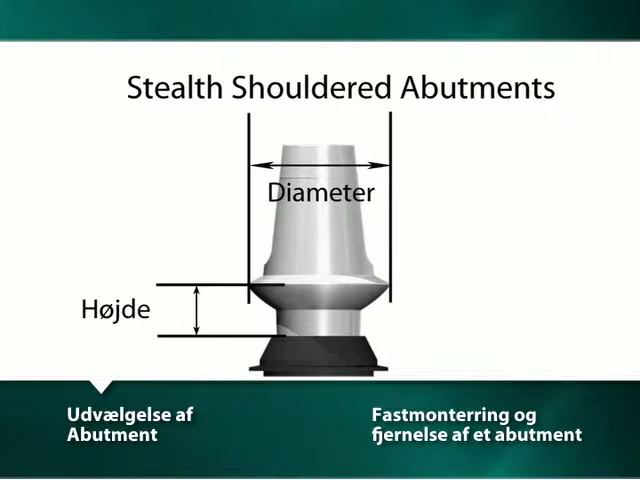 Stealth Shouldered Abutments
Diameter
Højde
Udvælgelse af
Abutment
Fastmonterring og
fjernelse af et abutment